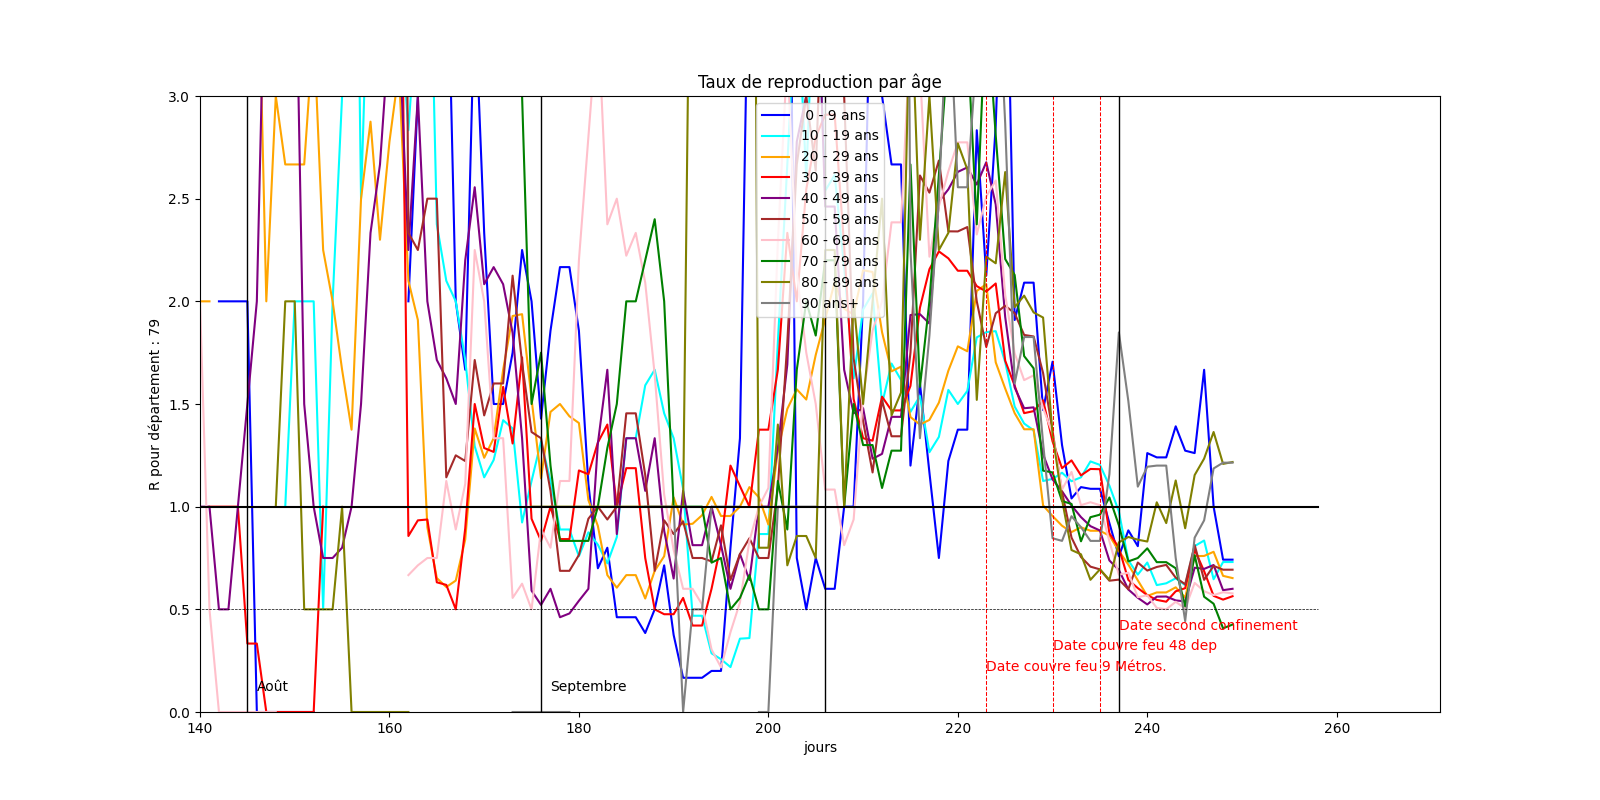 Taux de reproduction par âge
R pour département : 79
3.0
2.5
2.0
1.5
1.0
0.5
0.0
0 - 9 ans
10 - 19 ans
20 - 29 ans
30 - 39 ans
40 - 49 ans
50 - 59 ans
60 - 69 ans
70 - 79 ans
80 - 89 ans
90 ans+
Date second confinement
Date couvre feu 48 dep
Date couvre feu 9 Métros.
Août
Septembre
140 160 180 200 220 240 260
jours